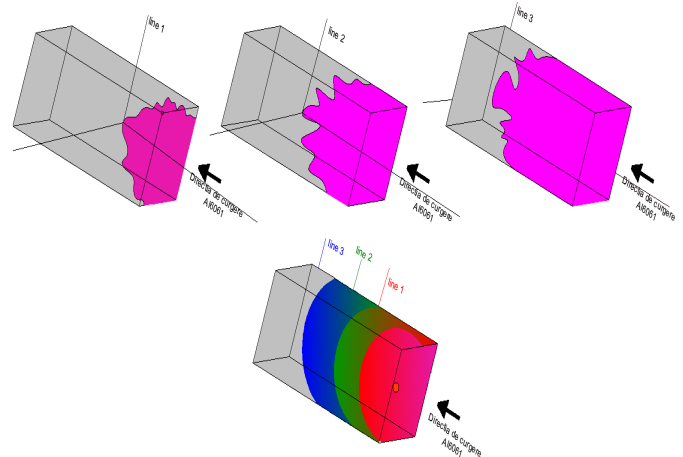 line 1
Directia de curgere
Al6061
line 2
Directia de curgere
Al6061
line 3
Directia de curgere
Al6061
line 3
line 2
line 1
Directia de curgere
Al6061